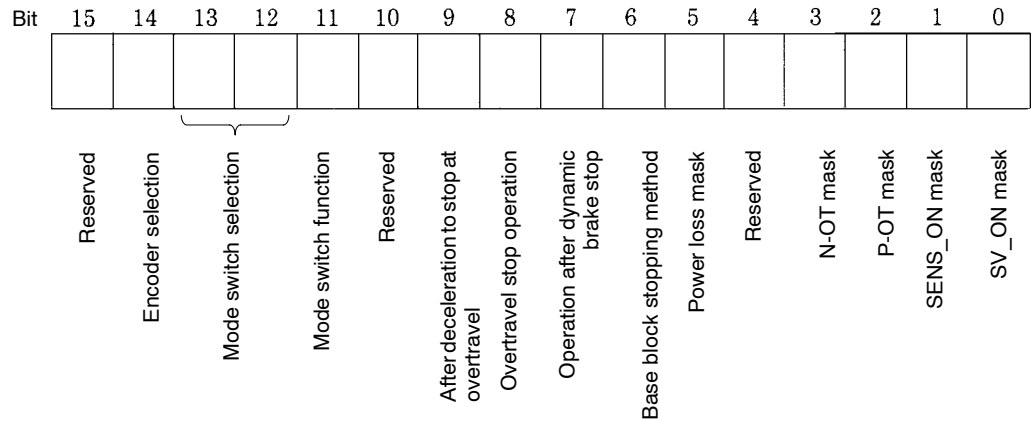 Bit 15 14 13 12 11 10 9 8 7 6 5 4 3 2 1 0
Reserved
Encoder selection
Mode switch selection
Mode switch function
Reserved
After deceleration to stop at
overtravel
Overtravel stop operation
Operation after dynamic
brake stop
Base block stopping method
Power loss mask
Reserved
N-OT mask
P-OT mask
SENS_ON mask
SV_ON mask